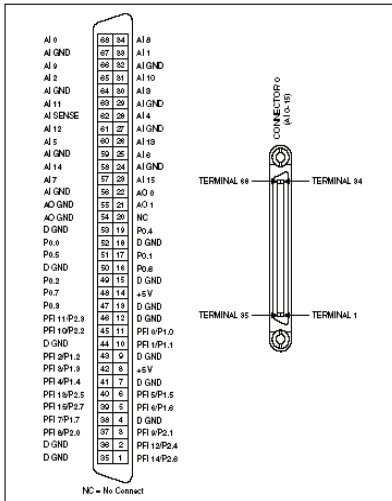 AI 0 68 34 AI 8
AI GND 67 33 AI 1
AI 9 66 32 AI GND
AI 2 65 31 AI 10
AI GND 64 30 AI 3
AI 11 63 29 AI GND
AI SENSE 62 28 AI 4
AI 12 61 27 AI GND
AI 5 60 26 AI 13
AI GND 59 25 AI 6
AI 14 58 24 AI GND
AI 7 57 23 AI 15
AI GND 56 22 AO 0
AO GND 55 21 AO 1
AO GND 54 20 NC
D GND 53 19 P0.4
P0.0 52 18 D GND
P0.5 51 17 P0.1
D GND 50 16 P0.6
P0.2 49 15 D GND
P0.7 48 14 +5 V
P0.3 47 13 D GND
PFI 11/P2.3 46 12 D GND
PFI 10/P2.2 45 11 PFI 0/P1.0
D GND 44 10 PFI 1/P1.1
PFI 2/P1.2 43 9 D GND
PFI 3/P1.3 42 8 +5 V
PFI 4/P1.4 41 7 D GND
PFI 13/P2.5 40 6 PFI 5/P1.5
PFI 15/P2.7 39 5 PFI 6/P1.6
PFI 7/P1.7 38 4 D GND
PFI 8/P2.0 37 3 PFI 9/P2.1
D GND 36 2 PFI 12/P2.4
D GND 35 1 PFI 14/P2.6
NC = No Connect
CONNECTOR 0
(AI 0-15)
TERMINAL 68 TERMINAL 34
TERMINAL 35 TERMINAL 1